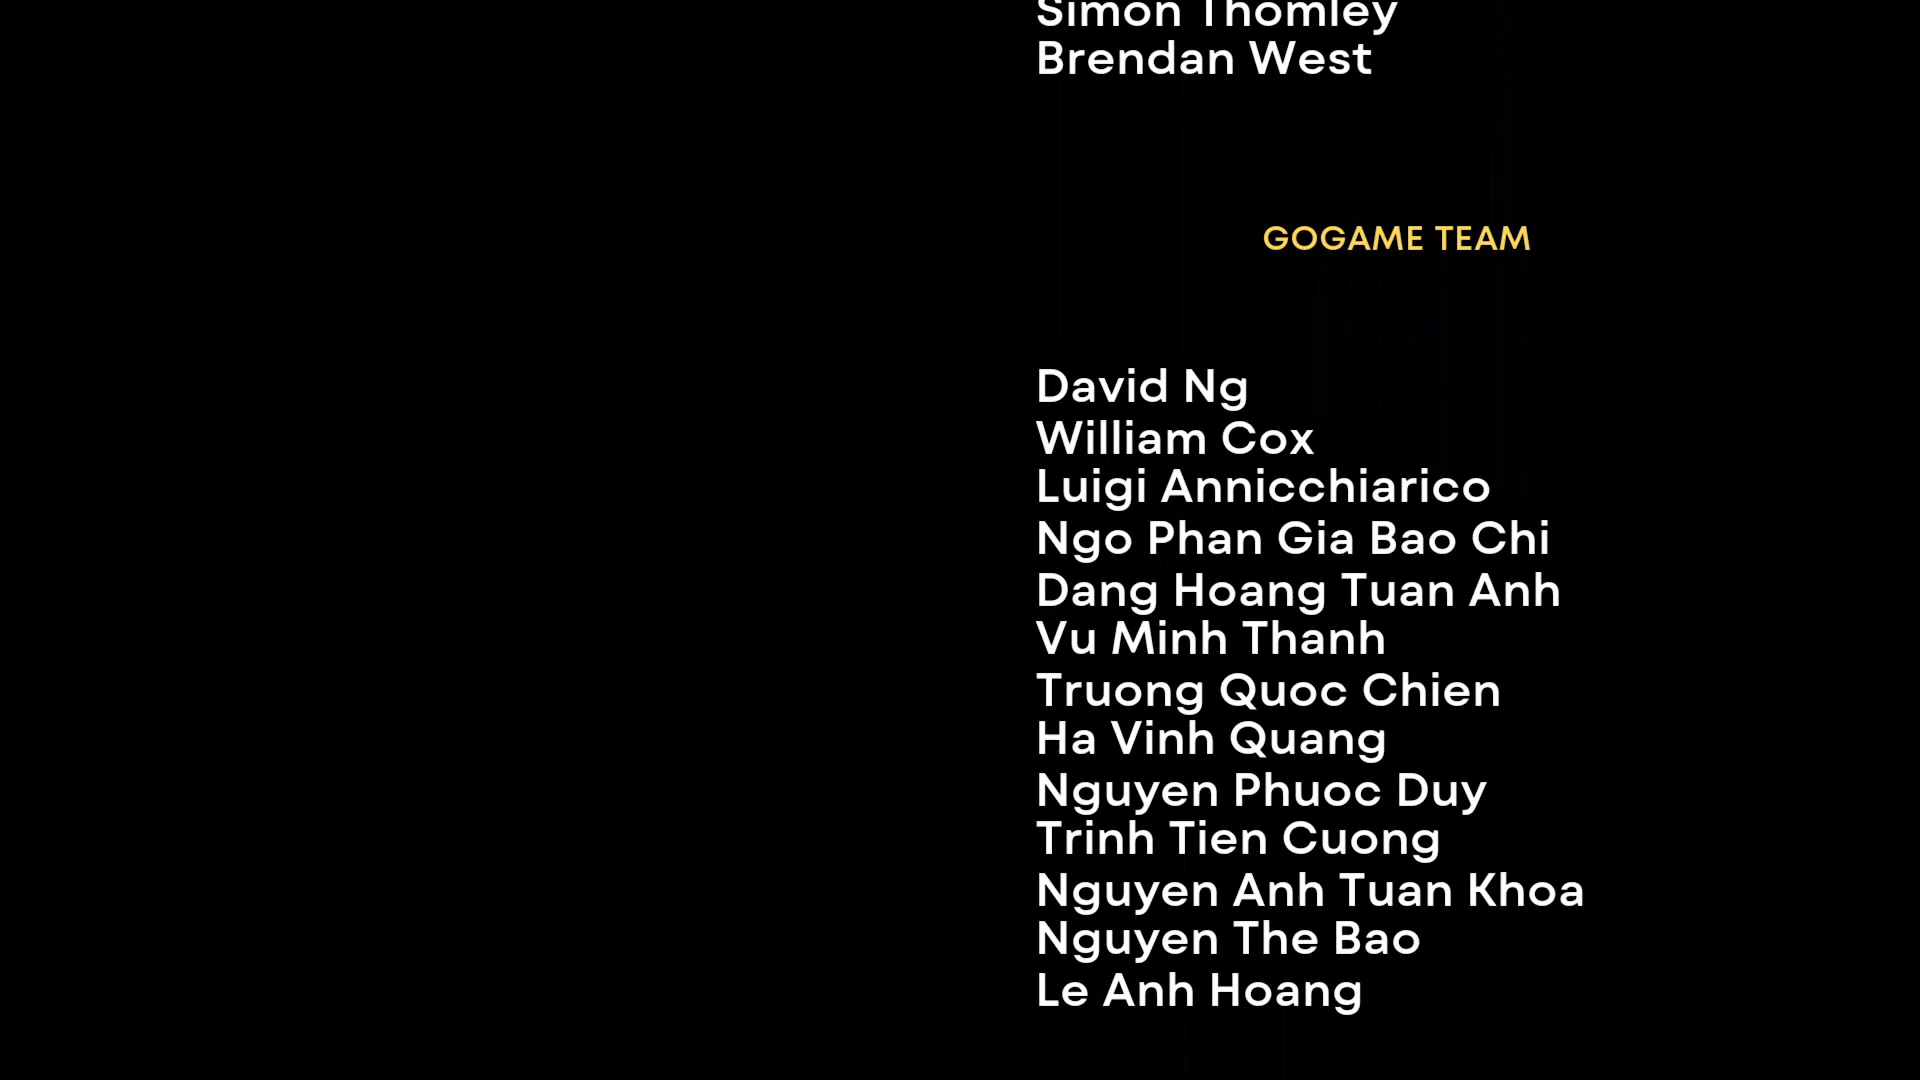 Simon Thomley
Brendan West
GOGAME TEAM
David Ng
William Cox
Luigi Annicchiarico
Ngo Phan Gia Bao Chi
Dang Hoang Tuan Anh
Vu Minh Thanh
Truong Quoc Chien
Ha Vinh Quang
Nguyen Phuoc Duy
Trinh Tien Cuong
Nguyen Anh Tuan Khoa
Nguyen The Bao
Le Anh Hoang